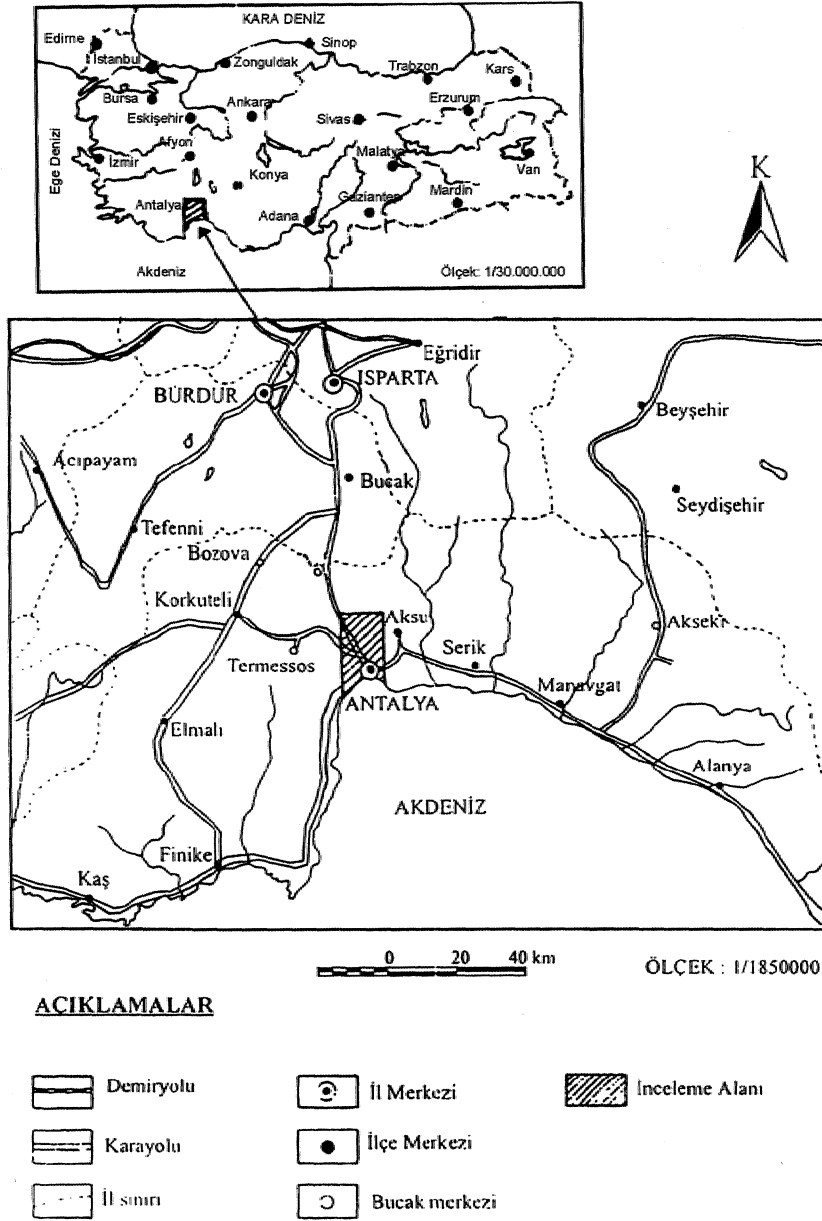 KARA DENİZ
Edirne
Sinop
İstanbul
Zonguldak
Trabzon
Kars
Bursa
Ankara
Erzurum
Eskişehir
Sivas
Afyon
Malatya
Ege Denizi
İzmir
Van
Konya
Mardin
Gaziantep
Antalya
Adana
Akdeniz
Ölçek: 1/30.000.000
K
Eğridir
ISPARTA
BURDUR
Beyşehir
Acıpayam
Bucak
Seydişehir
Tefenni
Bozova
Korkuteli
Aksu
Akseki
Serik
Termessos
Manavgat
ANTALYA
Elmalı
Alanya
AKDENİZ
Finike
Kaş
0 20 40 km
ÖLÇEK : 1/1850000
AÇIKLAMALAR
Demiryolu
İl Merkezi
İnceleme Alanı
Karayolu
İlçe Merkezi
İl sınırı
Bucak merkezi